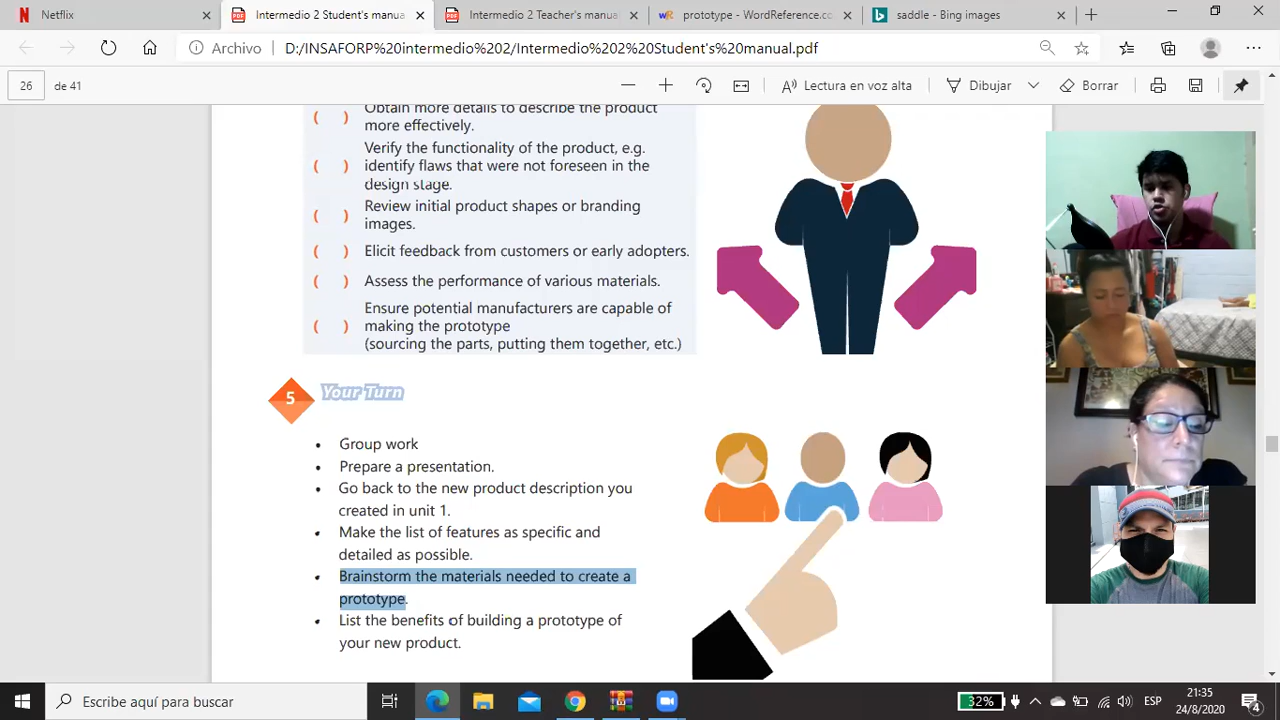 Netflix
Intermedio 2 Student's manual.
Intermedio 2 Teacher's manual
prototype - WordReference.cc
saddle - Bing images
Archivo
D:/INSAFORP%20intermedio%202/Intermedio%202%20Student's%20manual.pdf
26 de 41
Lectura en voz alta
Dibujar
Borrar
( ) Obtain more details to describe the product
more effectively.
( ) Verify the functionality of the product, e.g.
identify flaws that were not foreseen in the
design stage.
( ) Review initial product shapes or branding
images.
( ) Elicit feedback from customers or early adopters.
( ) Assess the performance of various materials.
( ) Ensure potential manufacturers are capable of
making the prototype
(sourcing the parts, putting them together, etc.)
5 Your Turn
• Group work
• Prepare a presentation.
• Go back to the new product description you
created in unit 1.
• Make the list of features as specific and
detailed as possible.
• Brainstorm the materials needed to create a
prototype.
• List the benefits of building a prototype of
your new product.
Escribe aquí para buscar
32%
ESP
21:35
24/8/2020
4